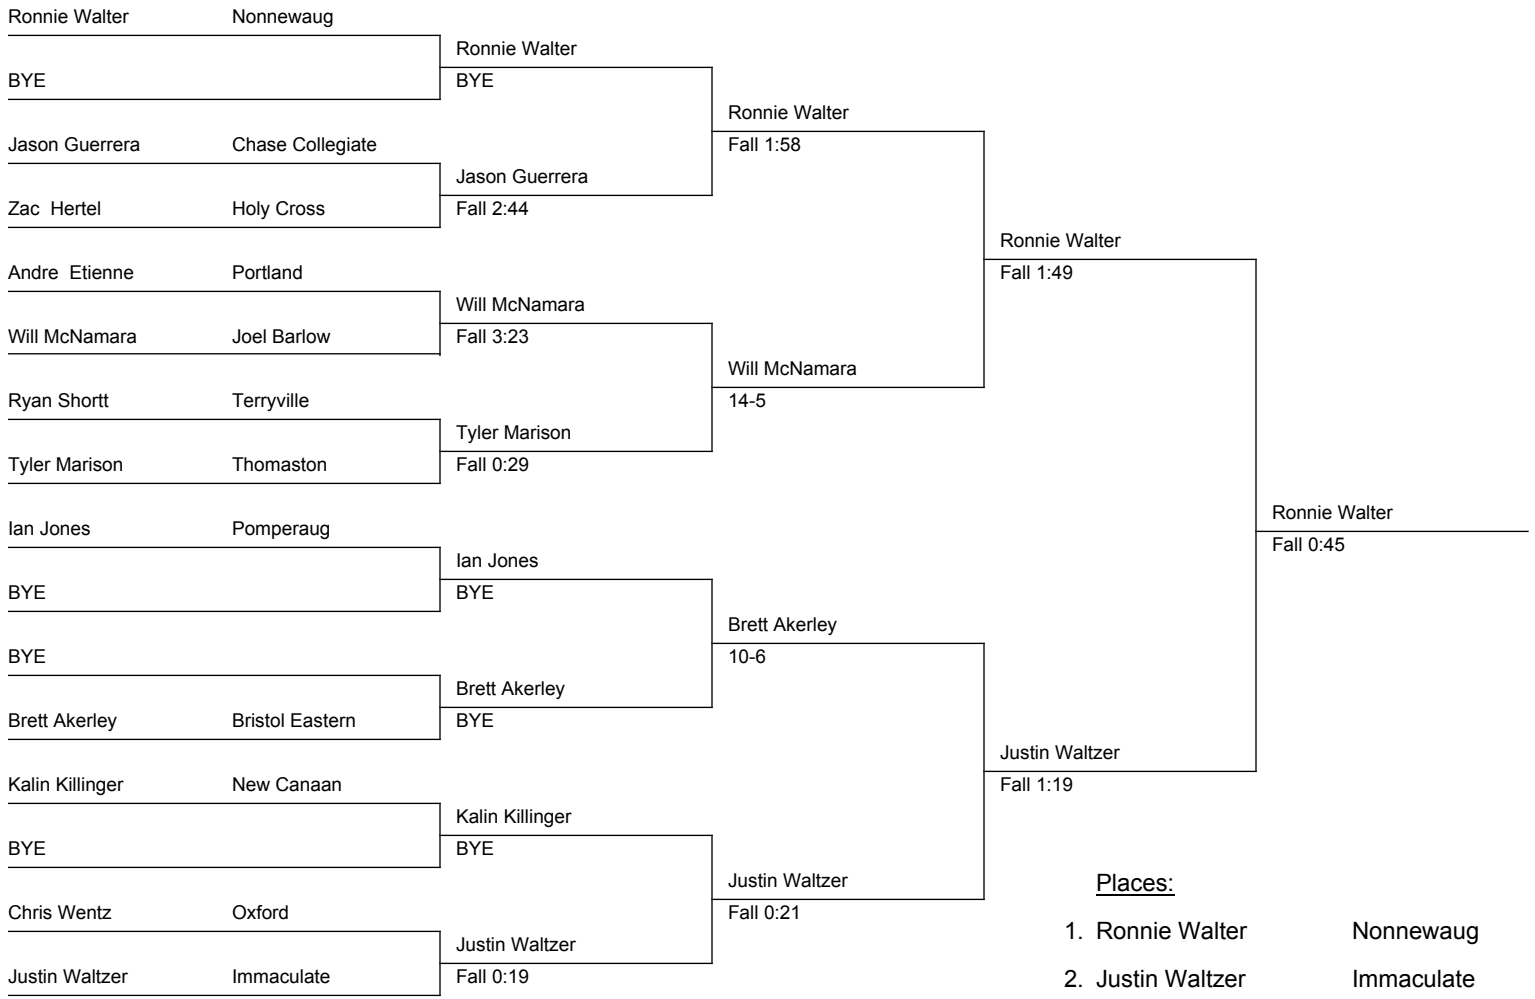 Ronnie Walter Nonnewaug
Ronnie Walter
BYE BYE
Ronnie Walter
Jason Guerrera Chase Collegiate Fall 1:58
Jason Guerrera
Zac Hertel Holy Cross Fall 2:44
Ronnie Walter
Andre Etienne Portland Fall 1:49
Will McNamara
Will McNamara Joel Barlow Fall 3:23
Will McNamara
Ryan Shortt Terryville 14-5
Tyler Marison
Tyler Marison Thomaston Fall 0:29
Ronnie Walter
Ian Jones Pomperaug
Fall 0:45
Ian Jones
BYE BYE
Brett Akerley
BYE 10-6
Brett Akerley
Brett Akerley Bristol Eastern BYE
Justin Waltzer
Kalin Killinger New Canaan Fall 1:19
Kalin Killinger
BYE BYE
Justin Waltzer Places:
Chris Wentz Oxford Fall 0:21
1. Ronnie Walter Nonnewaug
Justin Waltzer
Justin Waltzer Immaculate Fall 0:19 2. Justin Waltzer Immaculate